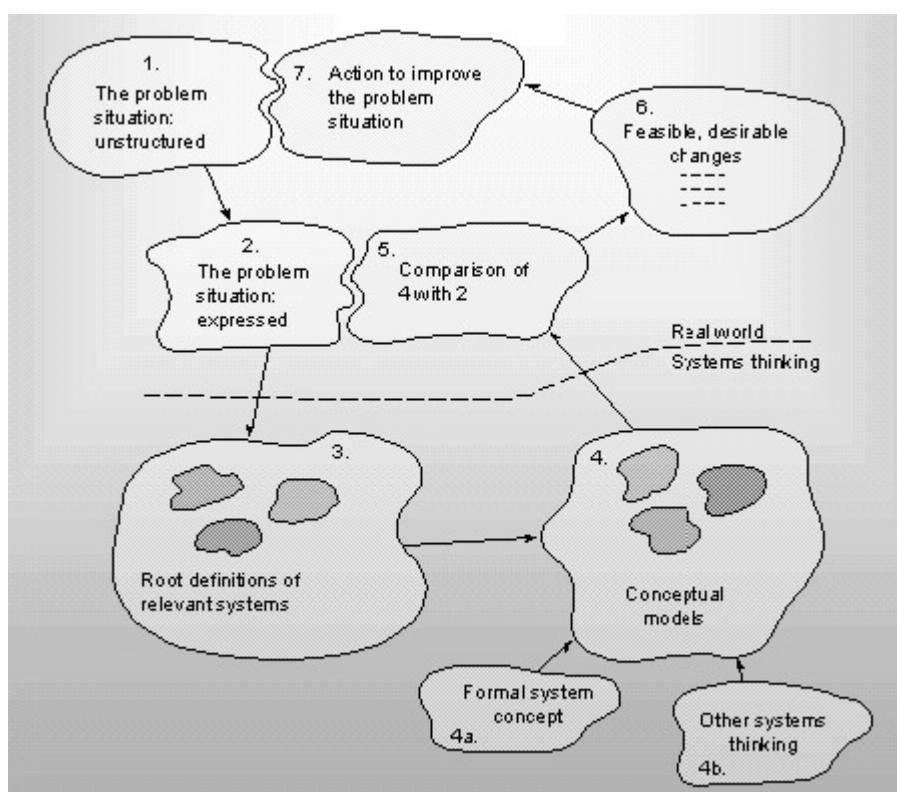 1.
The problem
situation:
unstructured
7. Action to improve
the problem
situation
6.
Feasible, desirable
changes
2.
The problem
situation:
expressed
5.
Comparison of
4 with 2
Real world
Systems thinking
3.
Root definitions of
relevant systems
4.
Conceptual
models
Formal system
concept
4a.
Other systems
thinking
4b.